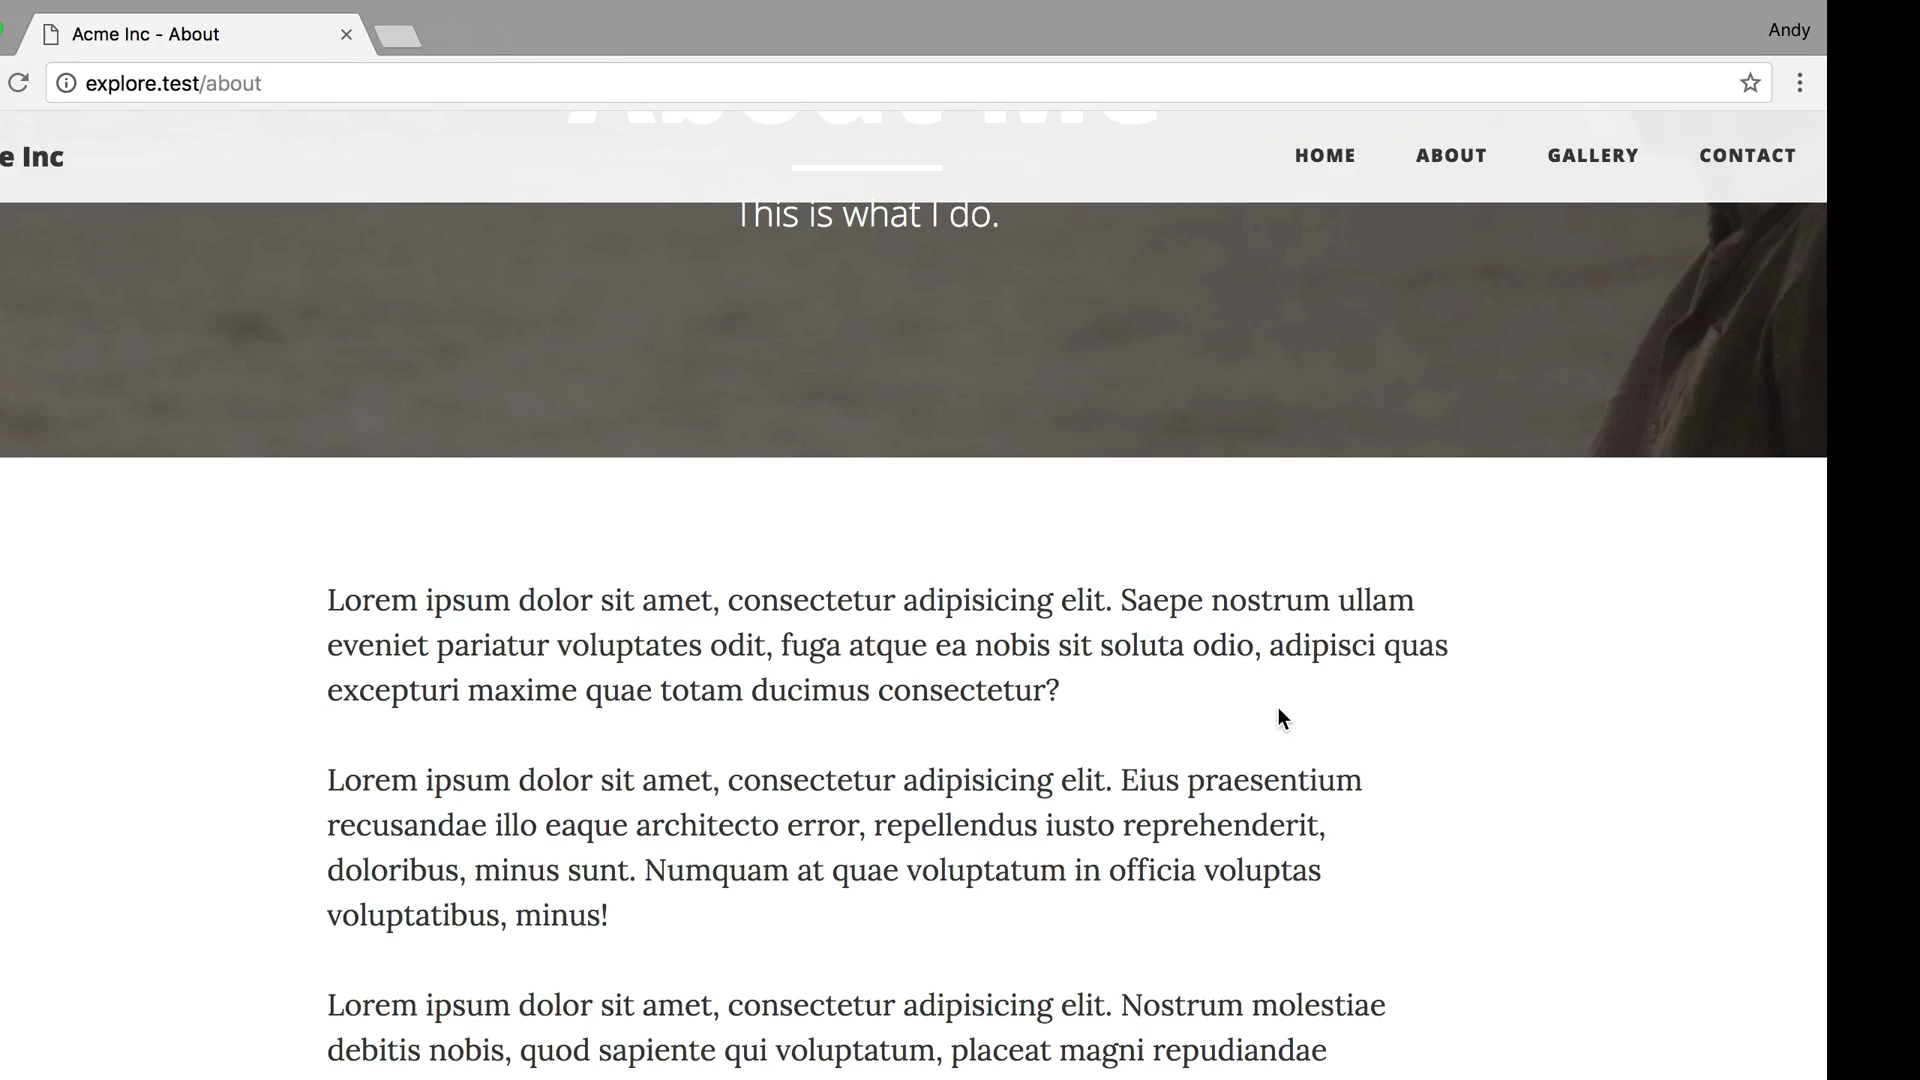 Acme Inc - About
Andy
explore.test/about
About Me
e Inc
HOME
ABOUT
GALLERY
CONTACT
This is what I do.
Lorem ipsum dolor sit amet, consectetur adipisicing elit. Saepe nostrum ullam
eveniet pariatur voluptates odit, fuga atque ea nobis sit soluta odio, adipisci quas
excepturi maxime quae totam ducimus consectetur?
Lorem ipsum dolor sit amet, consectetur adipisicing elit. Eius praesentium
recusandae illo eaque architecto error, repellendus iusto reprehenderit,
doloribus, minus sunt. Numquam at quae voluptatum in officia voluptas
voluptatibus, minus!
Lorem ipsum dolor sit amet, consectetur adipisicing elit. Nostrum molestiae
debitis nobis, quod sapiente qui voluptatum, placeat magni repudiandae